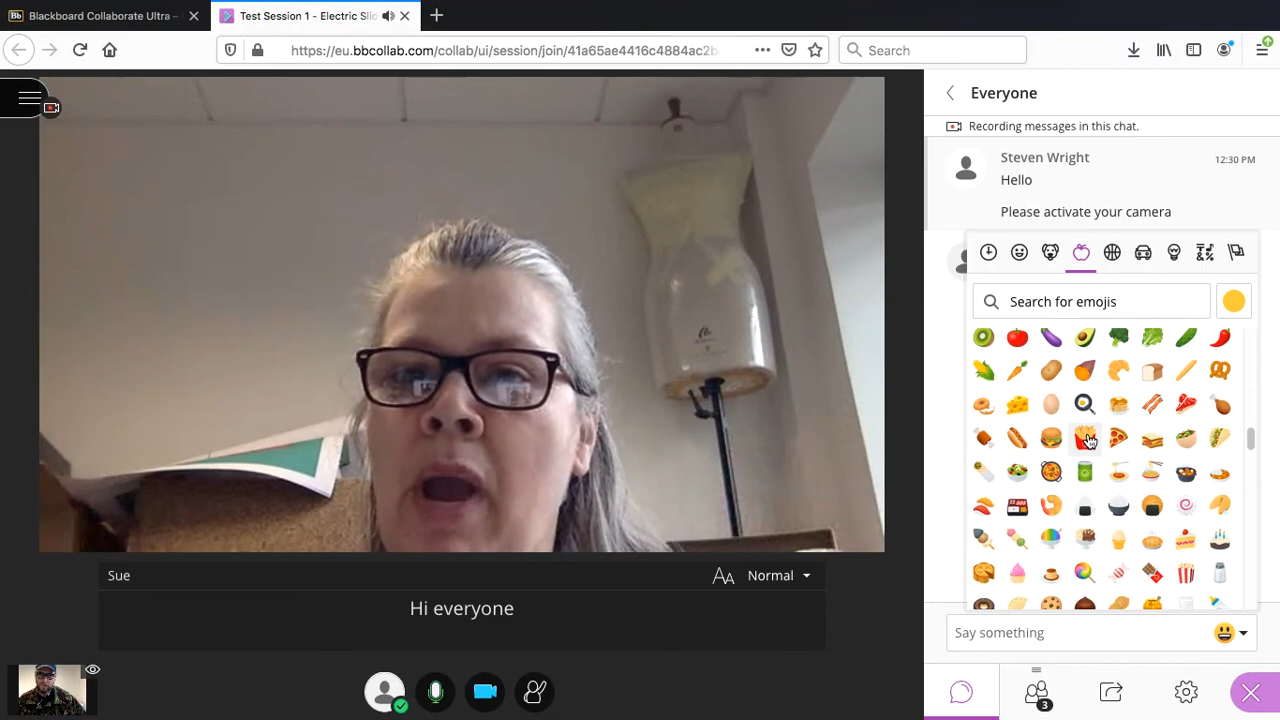 Blackboard Collaborate Ultra –
Test Session 1 - Electric Slid
https://eu.bbcollab.com/collab/ui/session/join/41a65ae4416c4884ac2b
Search
Everyone
Recording messages in this chat.
Steven Wright
12:30 PM
Hello
Please activate your camera
Search for emojis
Sue
Normal
Hi everyone
Say something
3